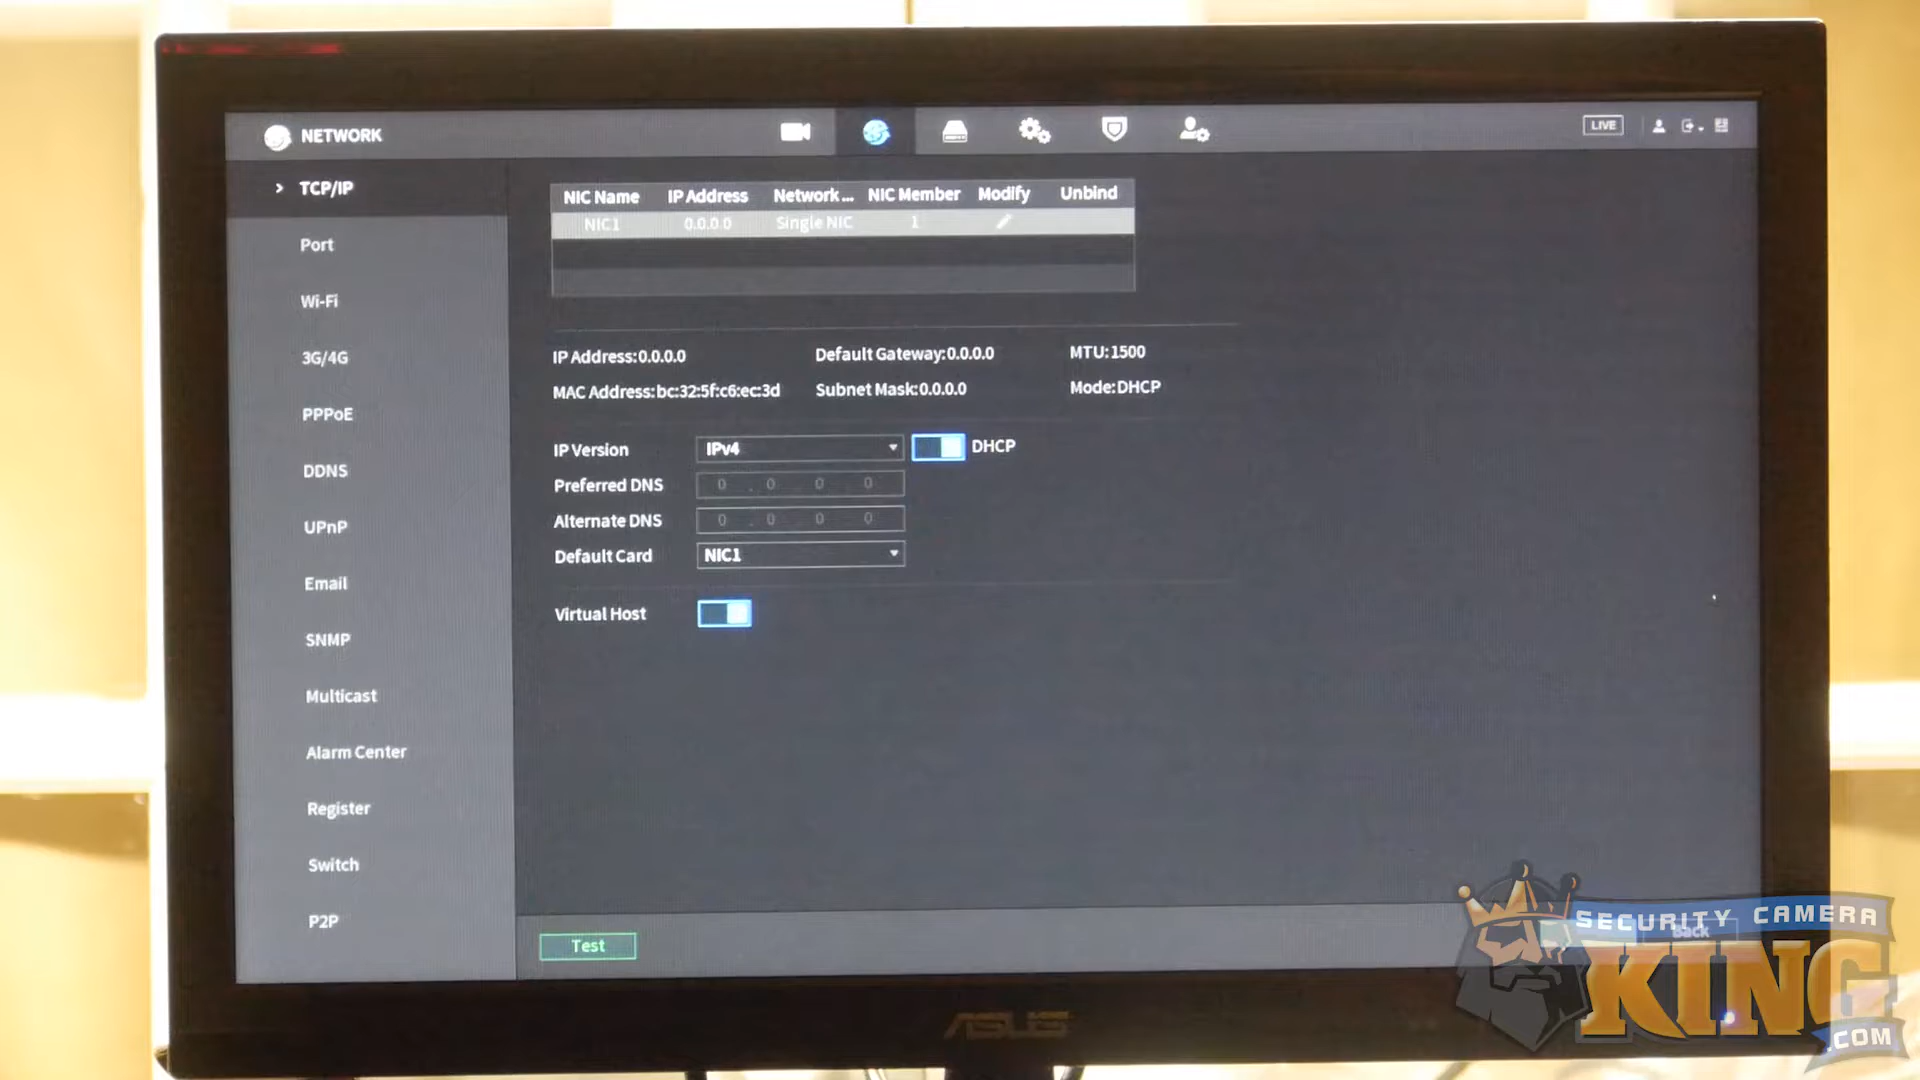 NETWORK
LIVE
TCP/IP
Port
Wi-Fi
3G/4G
PPPoE
DDNS
UPnP
Email
SNMP
Multicast
Alarm Center
Register
Switch
P2P
NIC Name IP Address Network ... NIC Member Modify Unbind
NIC1 0.0.0.0 Single NIC 1
IP Address:0.0.0.0 Default Gateway:0.0.0.0 MTU:1500
MAC Address:bc:32:5f:c6:ec:3d Subnet Mask:0.0.0.0 Mode:DHCP
IP Version IPv4 DHCP
Preferred DNS 0 . 0 . 0 . 0
Alternate DNS 0 . 0 . 0 . 0
Default Card NIC1
Virtual Host
Test
Back
ASUS
SECURITY CAMERA
KING
.COM